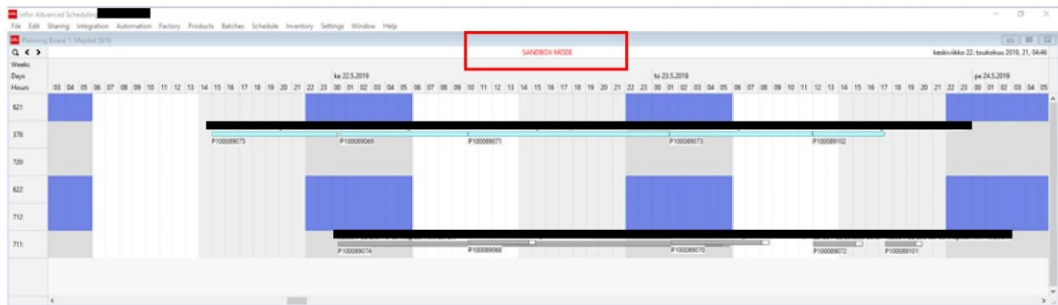 Infor Advanced Scheduling
File Edit Sharing Integration Automation Factory Products Batches Schedule Inventory Settings Window Help
Planning Board 1:
SANDBOX MODE
keskiviikko 22. toukokuu 2019, 21, 04:46
Weeks
Days ke 22.5.2019 to 23.5.2019 pe 24.5.2019
Hours 03 04 05 06 07 08 09 10 11 12 13 14 15 16 17 18 19 20 21 22 23 00 01 02 03 04 05 06 07 08 09 10 11 12 13 14 15 16 17 18 19 20 21 22 23 00 01 02 03 04 05 06 07 08 09 10 11 12 13 14 15 16 17 18 19 20 21 22 23 00 01 02 03 04 05
621
376
P100089075 P100089069 P100089071 P100089073 P100089102
720
622
712
711
P100089074 P100089068 P100089070 P100089072 P100089101